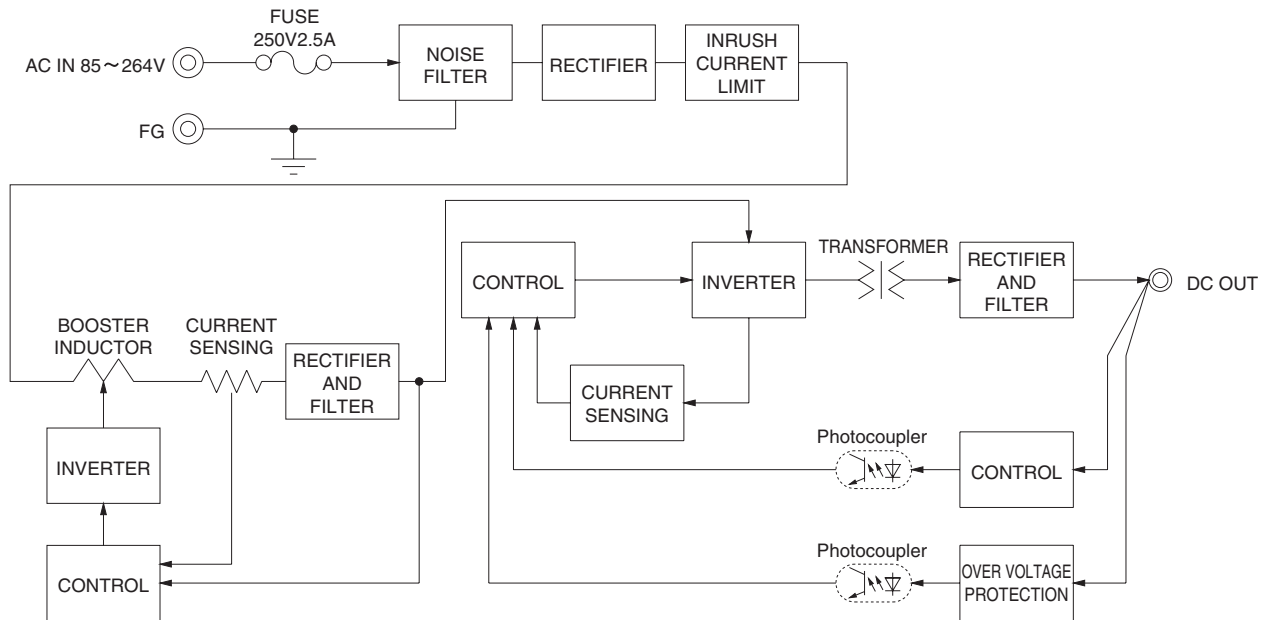 FUSE
250V2.5A
AC IN 85～264V
NOISE
FILTER
RECTIFIER
INRUSH
CURRENT
LIMIT
FG
CONTROL
INVERTER
TRANSFORMER
RECTIFIER
AND
FILTER
DC OUT
BOOSTER
INDUCTOR
CURRENT
SENSING
RECTIFIER
AND
FILTER
CURRENT
SENSING
INVERTER
Photocoupler
CONTROL
CONTROL
Photocoupler
OVER VOLTAGE
PROTECTION